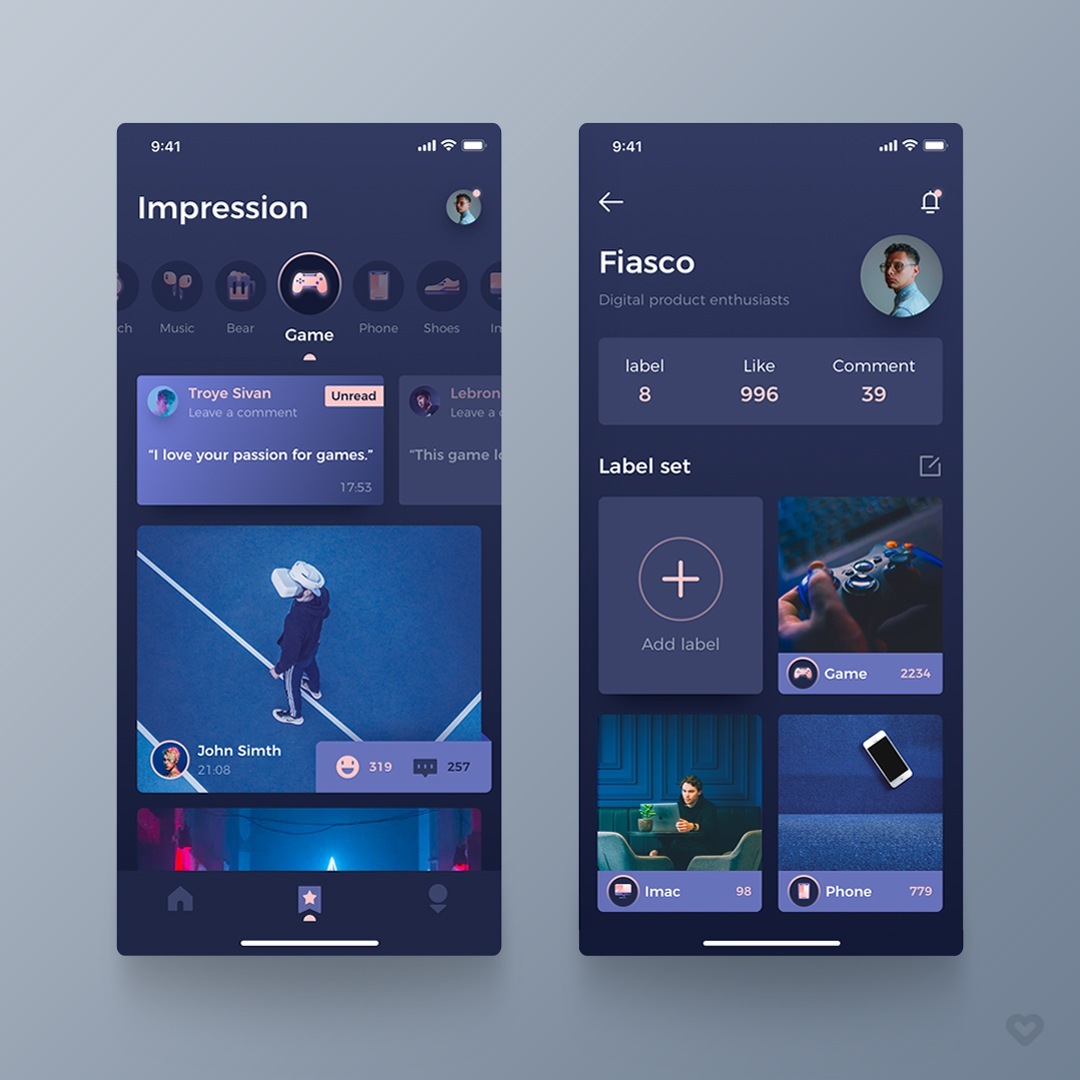 9:41
Impression
ch
Music
Bear
Game
Phone
Shoes
Im
Troye Sivan
Unread
Leave a comment
“I love your passion for games.”
17:53
Lebron
Leave a c
“This game lo
John Simth
21:08
319
257
9:41
Fiasco
Digital product enthusiasts
label
Like
Comment
8
996
39
Label set
Add label
Game
2234
Imac
98
Phone
779